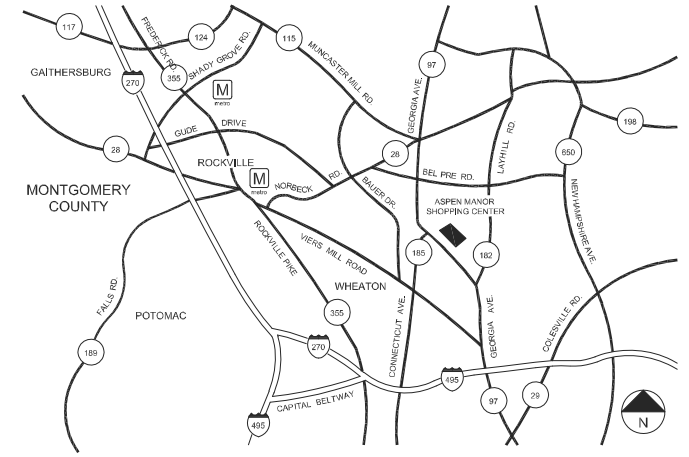 117
FREDERICK RD.
124
SHADY GROVE RD.
115
MUNCASTER MILL RD.
97
GEORGIA AVE.
GAITHERSBURG
270
355
M
metro
198
GUDE DRIVE
28
ROCKVILLE
M
metro
NORBECK RD.
28
LAYHILL RD.
650
BEL PRE RD.
BAUER DR.
MONTGOMERY
COUNTY
ASPEN MANOR
SHOPPING CENTER
NEW HAMPSHIRE AVE.
ROCKVILLE PIKE
VIERS MILL ROAD
185
182
WHEATON
FALLS RD.
POTOMAC
355
CONNECTICUT AVE.
GEORGIA AVE.
COLESVILLE RD.
189
270
495
CAPITAL BELTWAY
97
29
495
N